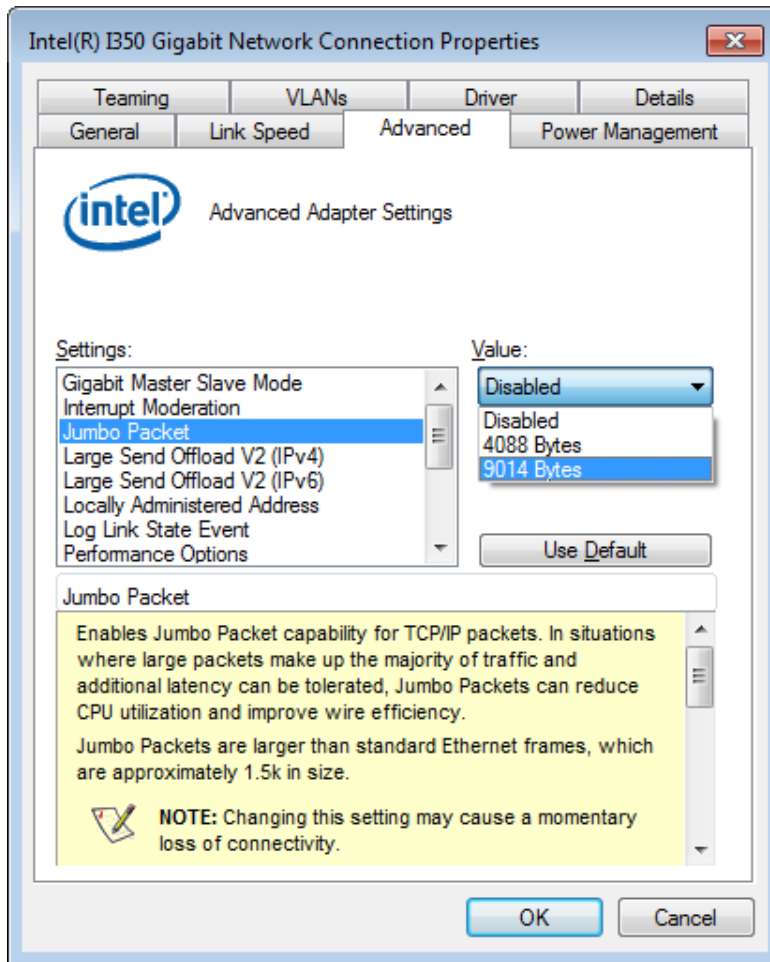 Intel(R) I350 Gigabit Network Connection Properties
Teaming VLANs Driver Details
General Link Speed Advanced Power Management
intel Advanced Adapter Settings
Settings: Value:
Gigabit Master Slave Mode Disabled
Interrupt Moderation Disabled
Jumbo Packet 4088 Bytes
Large Send Offload V2 (IPv4) 9014 Bytes
Large Send Offload V2 (IPv6)
Locally Administered Address
Log Link State Event
Performance Options Use Default
Jumbo Packet
Enables Jumbo Packet capability for TCP/IP packets. In situations
where large packets make up the majority of traffic and
additional latency can be tolerated, Jumbo Packets can reduce
CPU utilization and improve wire efficiency.
Jumbo Packets are larger than standard Ethernet frames, which
are approximately 1.5k in size.
NOTE: Changing this setting may cause a momentary
loss of connectivity.
OK Cancel